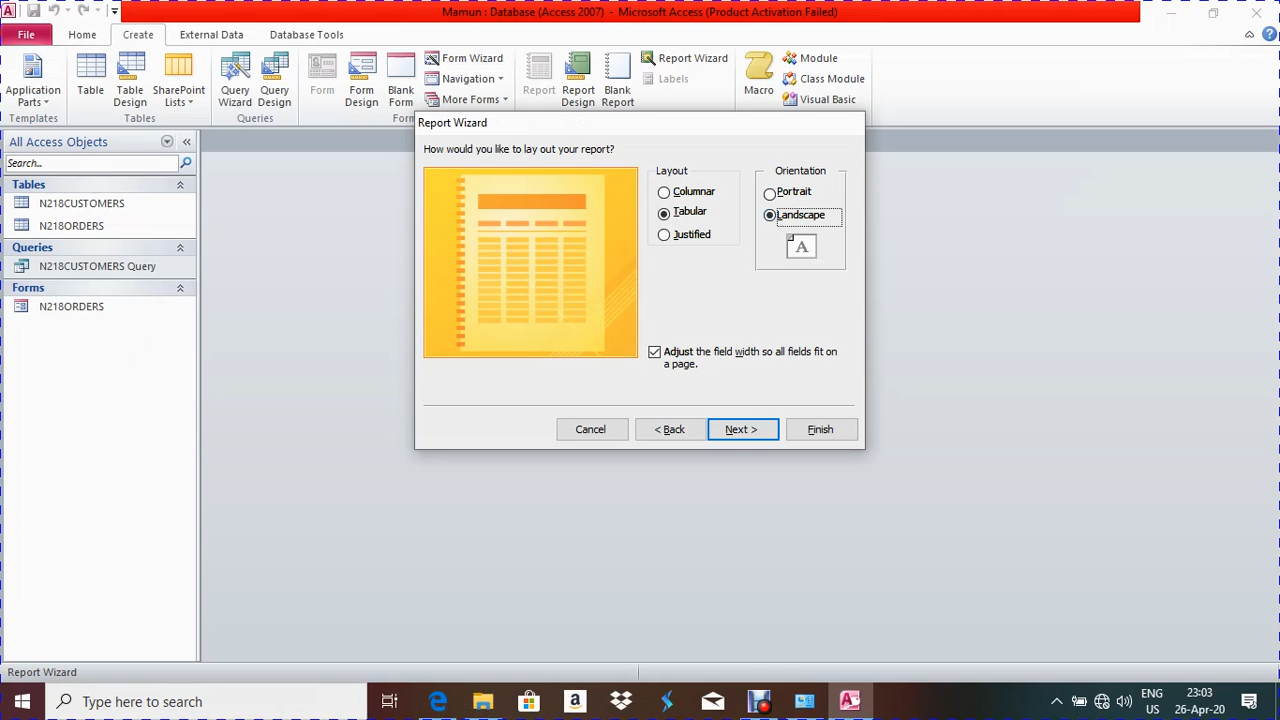 Mamun : Database (Access 2007) - Microsoft Access (Product Activation Failed)
File Home Create External Data Database Tools
Application Parts
Table
Table Design
SharePoint Lists
Query Wizard
Query Design
Form
Form Design
Blank Form
Form Wizard
Navigation
More Forms
Report
Report Design
Blank Report
Report Wizard
Labels
Macro
Module
Class Module
Visual Basic
Templates Tables Queries Form
All Access Objects
Search...
Tables
N218CUSTOMERS
N218ORDERS
Queries
N218CUSTOMERS Query
Forms
N218ORDERS
Report Wizard
How would you like to lay out your report?
Layout
Columnar
Tabular
Justified
Orientation
Portrait
Landscape
A
Adjust the field width so all fields fit on
a page.
Cancel < Back Next > Finish
Report Wizard
Type here to search
ENG
US
23:03
26-Apr-20